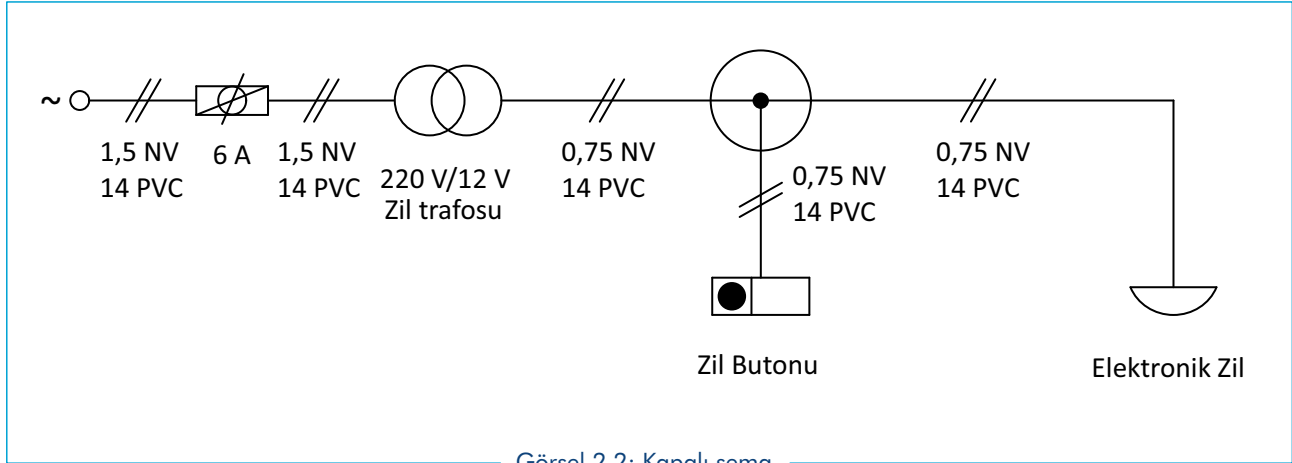 ~
1,5 NV
14 PVC
6 A
1,5 NV
14 PVC
220 V/12 V
Zil trafosu
0,75 NV
14 PVC
0,75 NV
14 PVC
0,75 NV
14 PVC
Zil Butonu
Elektronik Zil
Görsel 2.2: Kapalı şema